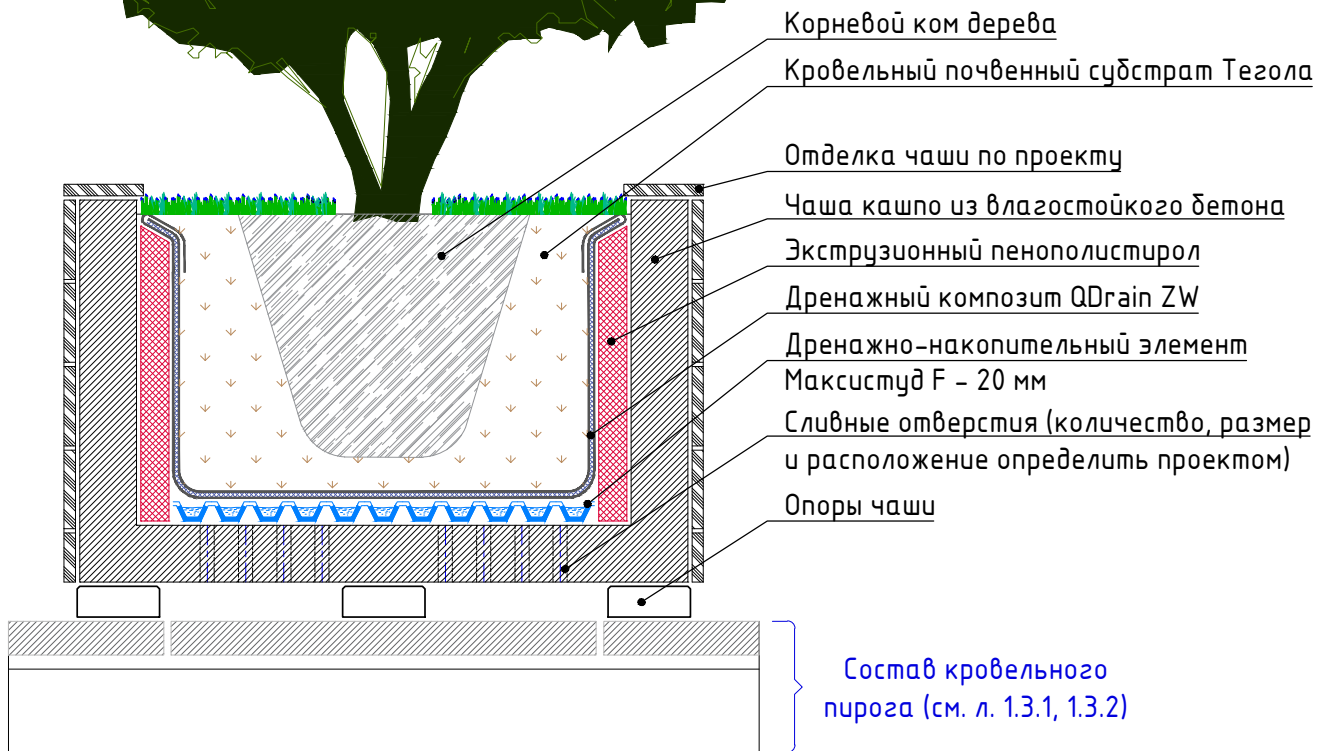 Корневой ком дерева
Кровельный почвенный субстрат Тегола
Отделка чаши по проекту
Чаша кашпо из влагостойкого бетона
Экструзионный пенополистирол
Дренажный композит QDrain ZW
Дренажно-накопительный элемент
Максистуд F - 20 мм
Сливные отверстия (количество, размер
и расположение определить проектом)
Опоры чаши
Состав кровельного
пирога (см. л. 1.3.1, 1.3.2)